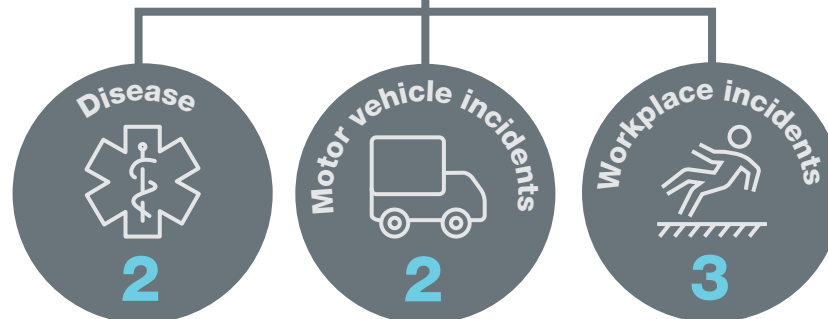 Disease
2
Motor vehicle incidents
2
Workplace incidents
3